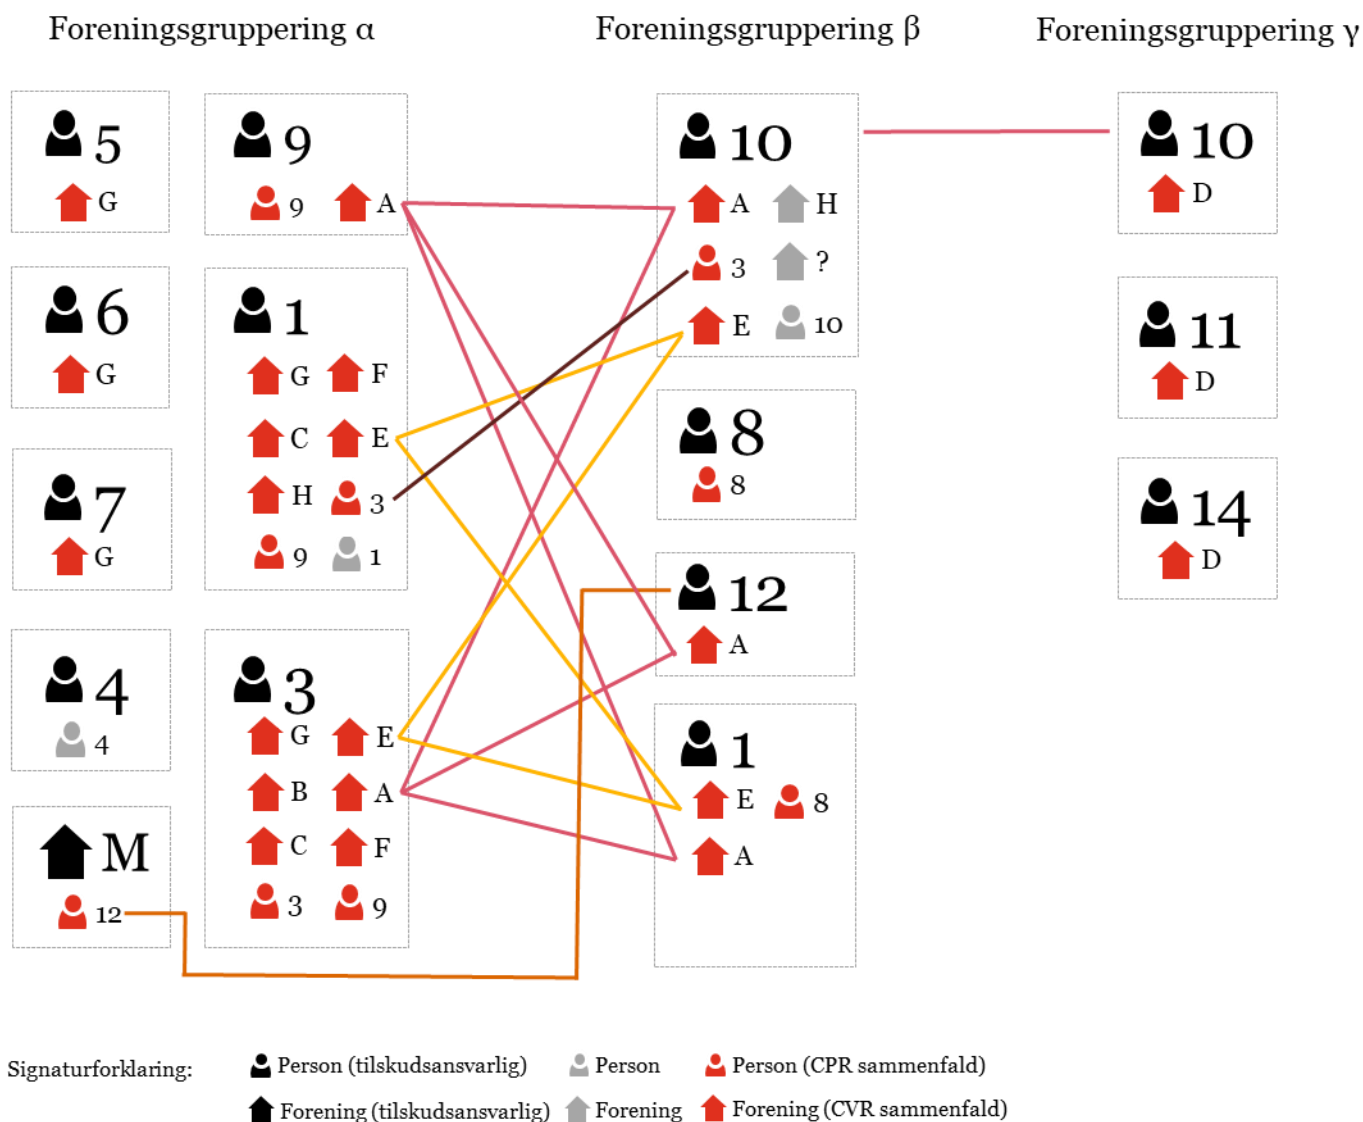 Foreningsgruppering α
Foreningsgruppering β
Foreningsgruppering γ
5
G
6
G
7
G
4
4
M
12
9
9 A
1
G F
C E
H 3
9 1
3
G E
B A
C F
3 9
10
A H
3 ?
E 10
8
8
12
A
1
E 8
A
10
D
11
D
14
D
Signaturforklaring: Person (tilskudsansvarlig) Person Person (CPR sammenfald)
Forening (tilskudsansvarlig) Forening Forening (CVR sammenfald)